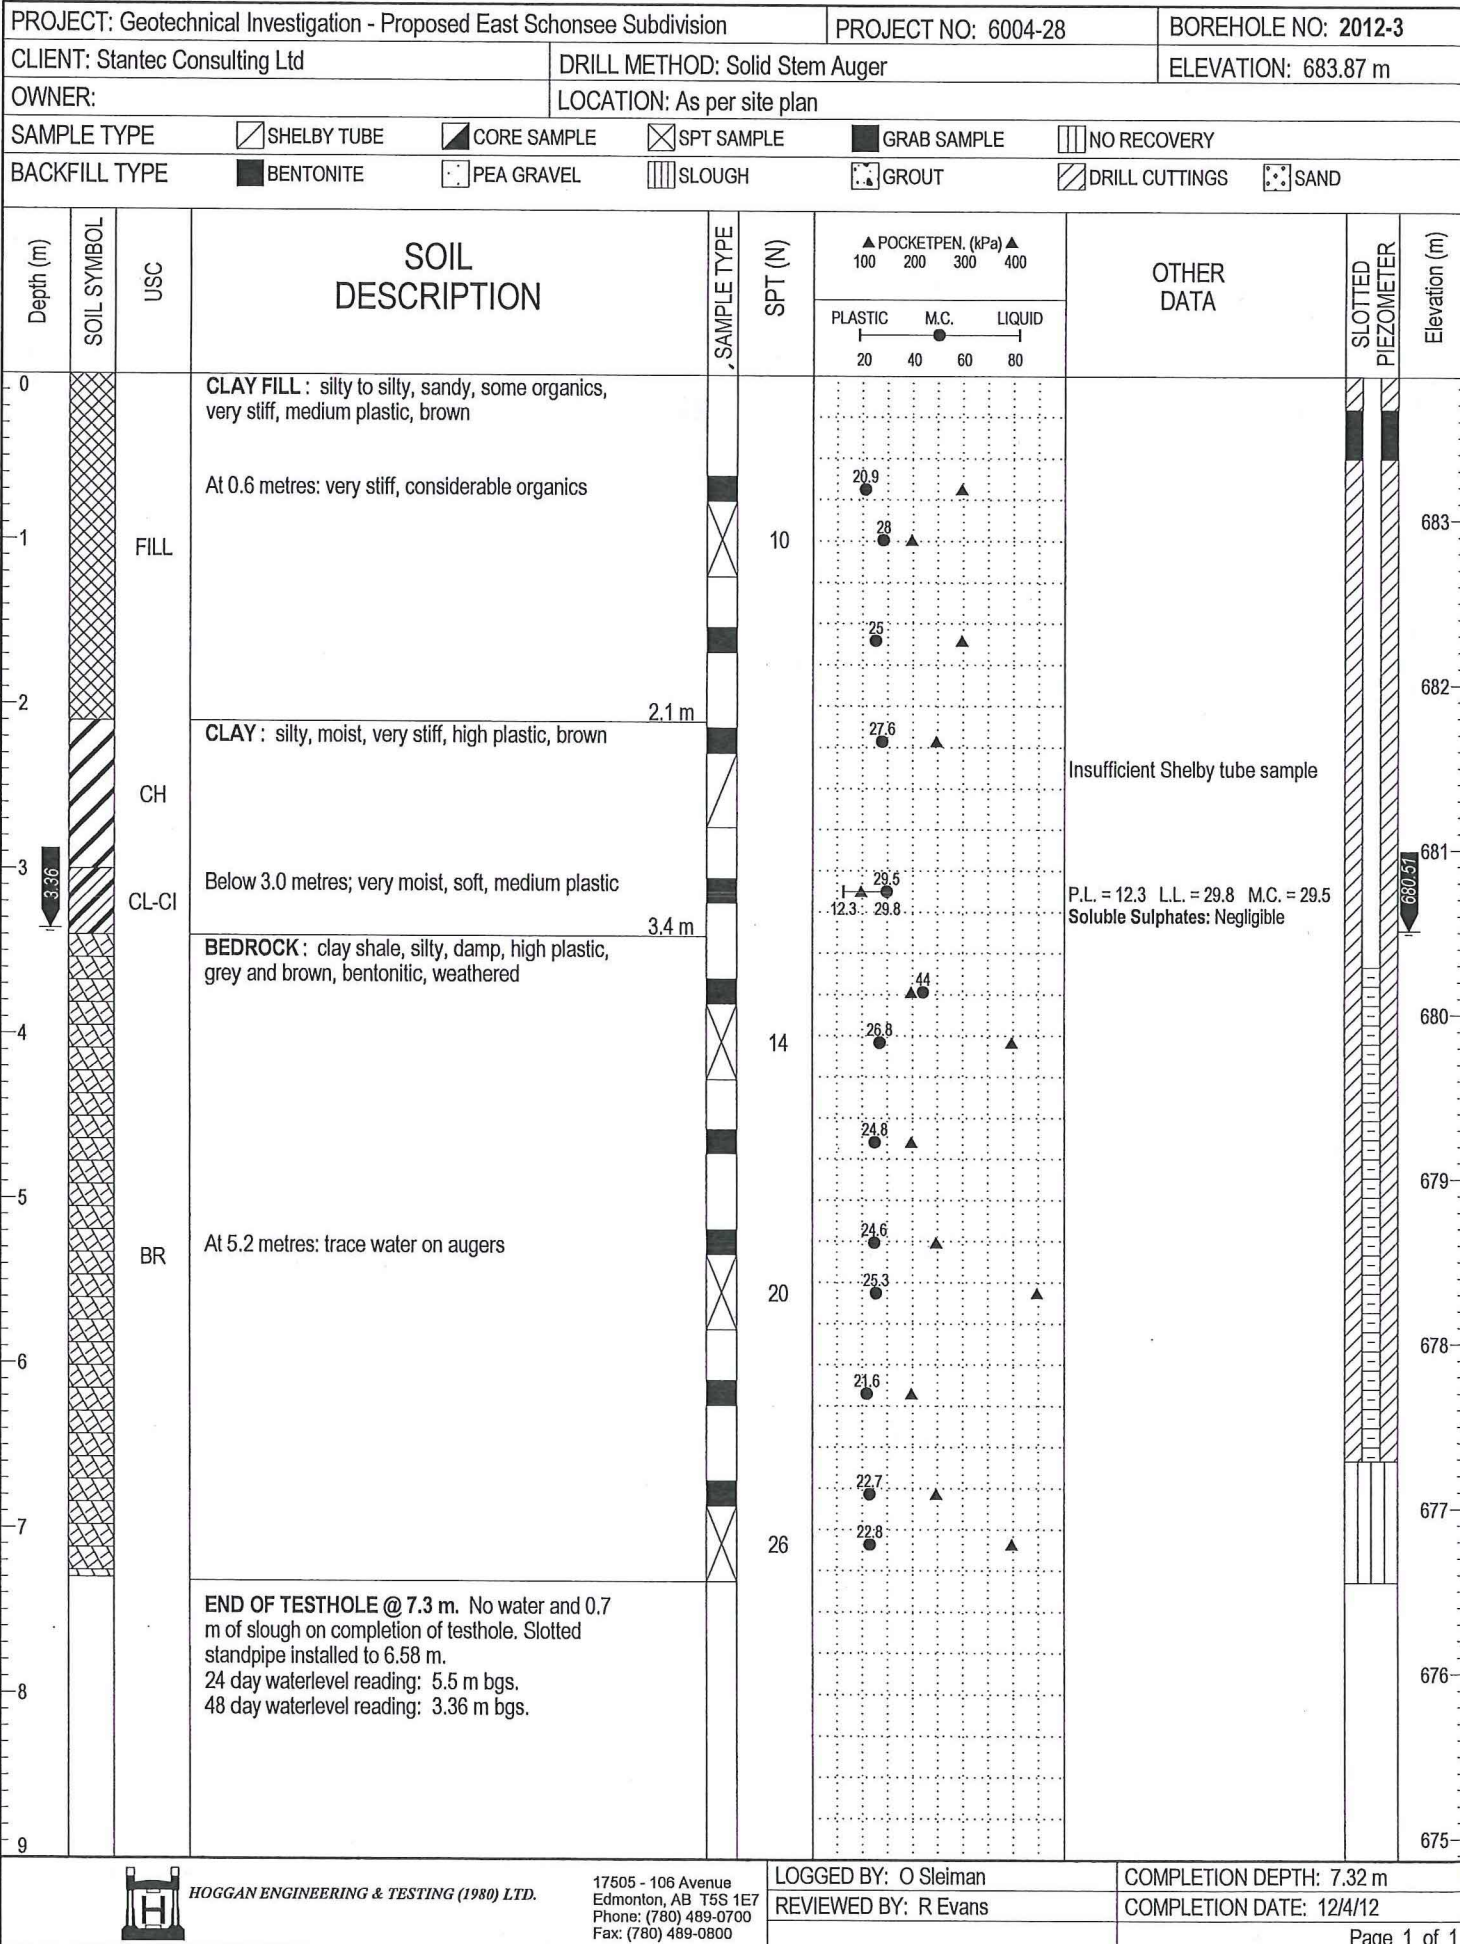 PROJECT: Geotechnical Investigation - Proposed East Schonsee Subdivision PROJECT NO: 6004-28 BOREHOLE NO: 2012-3
CLIENT: Stantec Consulting Ltd DRILL METHOD: Solid Stem Auger ELEVATION: 683.87 m
OWNER: LOCATION: As per site plan
SAMPLE TYPE SHELBY TUBE CORE SAMPLE SPT SAMPLE GRAB SAMPLE NO RECOVERY
BACKFILL TYPE BENTONITE PEA GRAVEL SLOUGH GROUT DRILL CUTTINGS SAND
Depth (m)
SOIL SYMBOL
USC
SOIL
DESCRIPTION
SAMPLE TYPE
SPT (N)
▲ POCKETPEN. (kPa) ▲
100 200 300 400
PLASTIC M.C. LIQUID
20 40 60 80
OTHER
DATA
SLOTTED
PIEZOMETER
Elevation (m)
0
CLAY FILL : silty to silty, sandy, some organics,
very stiff, medium plastic, brown
At 0.6 metres: very stiff, considerable organics
20.9
1 FILL 10 28 683
25
2 682
2.1 m
CLAY : silty, moist, very stiff, high plastic, brown
27.6
Insufficient Shelby tube sample
CH
3 681
3.36
Below 3.0 metres; very moist, soft, medium plastic
CL-CI
29.5
12.3 29.8
P.L. = 12.3 L.L. = 29.8 M.C. = 29.5
Soluble Sulphates: Negligible
680.51
3.4 m
BEDROCK : clay shale, silty, damp, high plastic,
grey and brown, bentonitic, weathered
44
680
4 14 26.8
24.8
5 679
At 5.2 metres: trace water on augers
BR
24.6
20 25.3
6 678
21.6
22.7
7 677
26 22.8
END OF TESTHOLE @ 7.3 m. No water and 0.7
m of slough on completion of testhole. Slotted
standpipe installed to 6.58 m.
24 day waterlevel reading: 5.5 m bgs.
48 day waterlevel reading: 3.36 m bgs.
8 676
9 675
H
HOGGAN ENGINEERING & TESTING (1980) LTD.
17505 - 106 Avenue
Edmonton, AB T5S 1E7
Phone: (780) 489-0700
Fax: (780) 489-0800
LOGGED BY: O Sleiman COMPLETION DEPTH: 7.32 m
REVIEWED BY: R Evans COMPLETION DATE: 12/4/12
Page 1 of 1